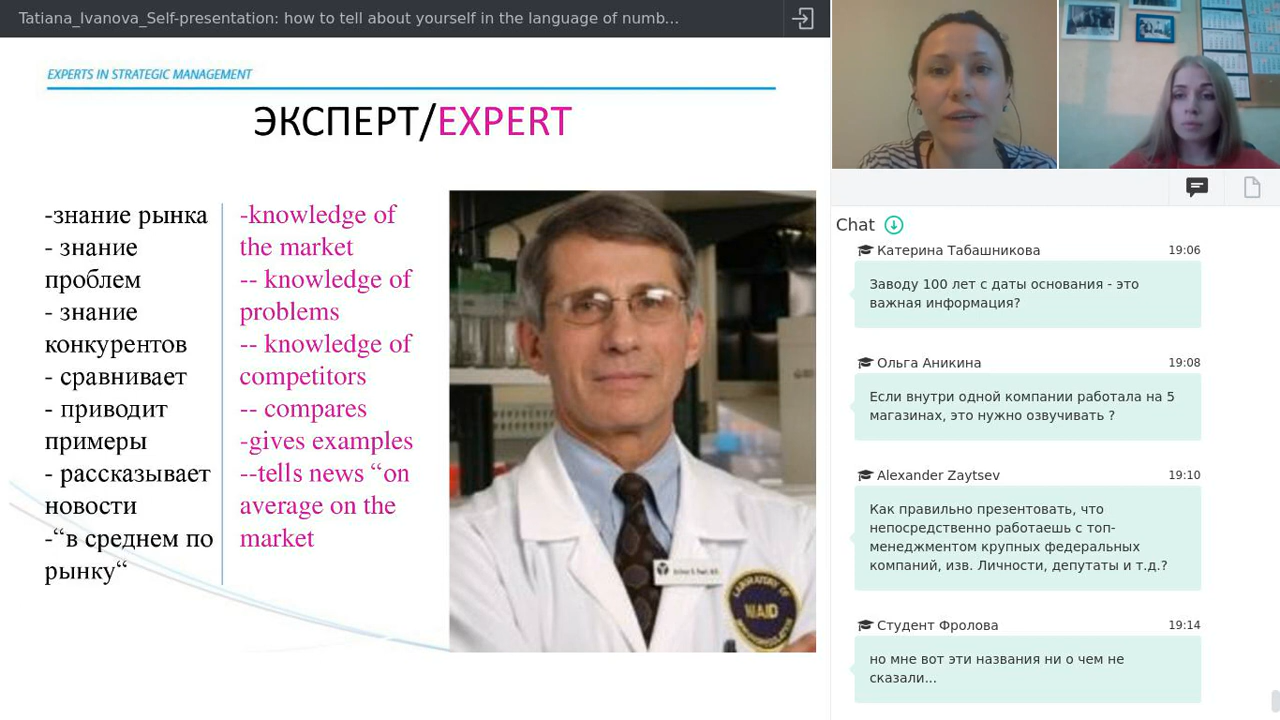 Tatiana_Ivanova_Self-presentation: how to tell about yourself in the language of numb...
EXPERTS IN STRATEGIC MANAGEMENT
ЭКСПЕРТ/EXPERT
-знание рынка
- знание
проблем
- знание
конкурентов
- сравнивает
- приводит
примеры
- рассказывает
новости
-“в среднем по
рынку“
-knowledge of
the market
-- knowledge of
problems
-- knowledge of
competitors
-- compares
-gives examples
--tells news “on
average on the
market
LABORATORY OF
NIAID
Chat
Катерина Табашникова 19:06
Заводу 100 лет с даты основания - это
важная информация?
Ольга Аникина 19:08
Если внутри одной компании работала на 5
магазинах, это нужно озвучивать ?
Alexander Zaytsev 19:10
Как правильно презентовать, что
непосредственно работаешь с топ-
менеджментом крупных федеральных
компаний, изв. Личности, депутаты и т.д.?
Студент Фролова 19:14
но мне вот эти названия ни о чем не
сказали...